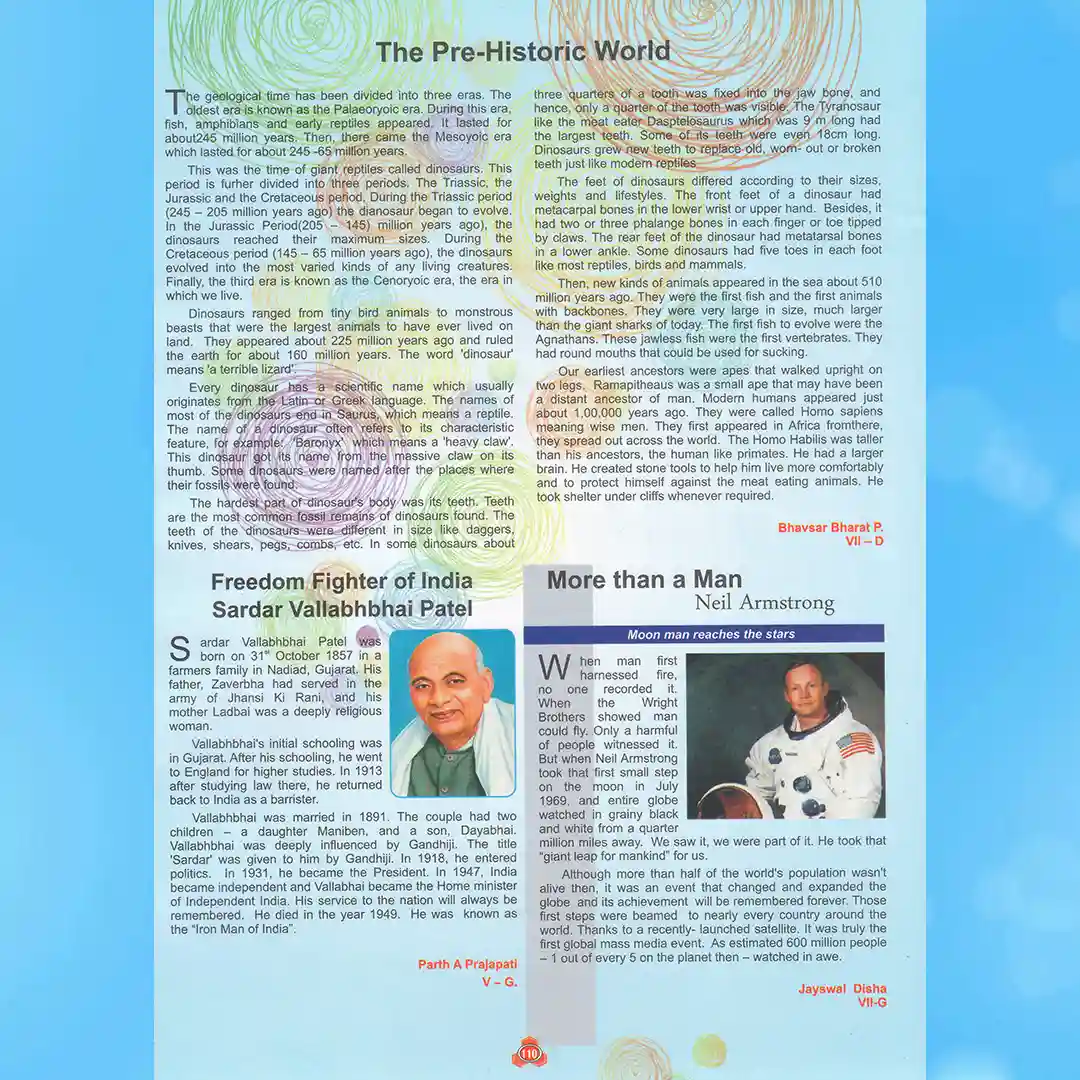 The Pre-Historic World
The geological time has been divided into three eras. The
oldest era is known as the Palaeoryoic era. During this era,
fish, amphibians and early reptiles appeared. It lasted for
about245 million years. Then, there came the Mesoyoic era
which lasted for about 245 -65 million years.
This was the time of giant reptiles called dinosaurs. This
period is furher divided into three periods. The Triassic, the
Jurassic and the Cretaceous period. During the Triassic period
(245 – 205 million years ago) the dianosaur began to evolve.
In the Jurassic Period(205 – 145) million years ago), the
dinosaurs reached their maximum sizes. During the
Cretaceous period (145 – 65 million years ago), the dinosaurs
evolved into the most varied kinds of any living creatures.
Finally, the third era is known as the Cenoryoic era, the era in
which we live.
Dinosaurs ranged from tiny bird animals to monstrous
beasts that were the largest animals to have ever lived on
land. They appeared about 225 million years ago and ruled
the earth for about 160 million years. The word 'dinosaur'
means 'a terrible lizard'.
Every dinosaur has a scientific name which usually
originates from the Latin or Greek language. The names of
most of the dinosaurs end in Saurus, which means a reptile.
The name of a dinosaur often refers to its characteristic
feature, for example: 'Baronyx' which means a 'heavy claw'.
This dinosaur got its name from the massive claw on its
thumb. Some dinosaurs were named after the places where
their fossils were found.
The hardest part of dinosaur's body was its teeth. Teeth
are the most common fossil remains of dinosaurs found. The
teeth of the dinosaurs were different in size like daggers,
knives, shears, pegs, combs, etc. In some dinosaurs about
three quarters of a tooth was fixed into the jaw bone, and
hence, only a quarter of the tooth was visible. The Tyranosaur
like the meat eater Dasptelosaurus which was 9 m long had
the largest teeth. Some of its teeth were even 18cm long.
Dinosaurs grew new teeth to replace old, worn- out or broken
teeth just like modern reptiles
The feet of dinosaurs differed according to their sizes,
weights and lifestyles. The front feet of a dinosaur had
metacarpal bones in the lower wrist or upper hand. Besides, it
had two or three phalange bones in each finger or toe tipped
by claws. The rear feet of the dinosaur had metatarsal bones
in a lower ankle. Some dinosaurs had five toes in each foot
like most reptiles, birds and mammals.
Then, new kinds of animals appeared in the sea about 510
million years ago. They were the first fish and the first animals
with backbones. They were very large in size, much larger
than the giant sharks of today. The first fish to evolve were the
Agnathans. These jawless fish were the first vertebrates. They
had round mouths that could be used for sucking.
Our earliest ancestors were apes that walked upright on
two legs. Ramapitheaus was a small ape that may have been
a distant ancestor of man. Modern humans appeared just
about 1,00,000 years ago. They were called Homo sapiens
meaning wise men. They first appeared in Africa fromthere,
they spread out across the world. The Homo Habilis was taller
than his ancestors, the human like primates. He had a larger
brain. He created stone tools to help him live more comfortably
and to protect himself against the meat eating animals. He
took shelter under cliffs whenever required.
Bhavsar Bharat P.
VII – D
Freedom Fighter of India
Sardar Vallabhbhai Patel
Sardar Vallabhbhai Patel was
born on 31st October 1857 in a
farmers family in Nadiad, Gujarat. His
father, Zaverbha had served in the
army of Jhansi Ki Rani, and his
mother Ladbai was a deeply religious
woman.
Vallabhbhai's initial schooling was
in Gujarat. After his schooling, he went
to England for higher studies. In 1913
after studying law there, he returned
back to India as a barrister.
Vallabhbhai was married in 1891. The couple had two
children – a daughter Maniben, and a son, Dayabhai.
Vallabhbhai was deeply influenced by Gandhiji. The title
'Sardar' was given to him by Gandhiji. In 1918, he entered
politics. In 1931, he became the President. In 1947, India
became independent and Vallabhai became the Home minister
of Independent India. His service to the nation will always be
remembered. He died in the year 1949. He was known as
the “Iron Man of India”.
Parth A Prajapati
V – G.
More than a Man
Neil Armstrong
Moon man reaches the stars
When man first
harnessed fire,
no one recorded it.
When the Wright
Brothers showed man
could fly. Only a harmful
of people witnessed it.
But when Neil Armstrong
took that first small step
on the moon in July
1969, and entire globe
watched in grainy black
and white from a quarter
million miles away. We saw it, we were part of it. He took that
“giant leap for mankind” for us.
Although more than half of the world's population wasn't
alive then, it was an event that changed and expanded the
globe and its achievement will be remembered forever. Those
first steps were beamed to nearly every country around the
world. Thanks to a recently- launched satellite. It was truly the
first global mass media event. As estimated 600 million people
– 1 out of every 5 on the planet then – watched in awe.
Jayswal Disha
VII-G
110